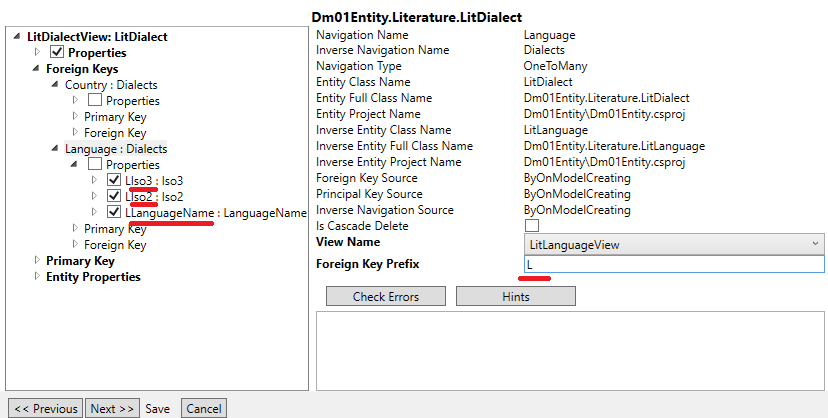 Dm01Entity.Literature.LitDialect
LitDialectView: LitDialect
Properties
Foreign Keys
Country : Dialects
Properties
Primary Key
Foreign Key
Language : Dialects
Properties
LIso3 : Iso3
LIso2 : Iso2
LLanguageName : LanguageName
Primary Key
Foreign Key
Primary Key
Entity Properties
Navigation Name Language
Inverse Navigation Name Dialects
Navigation Type OneToMany
Entity Class Name LitDialect
Entity Full Class Name Dm01Entity.Literature.LitDialect
Entity Project Name Dm01Entity\Dm01Entity.csproj
Inverse Entity Class Name LitLanguage
Inverse Entity Full Class Name Dm01Entity.Literature.LitLanguage
Inverse Entity Project Name Dm01Entity\Dm01Entity.csproj
Foreign Key Source ByOnModelCreating
Principal Key Source ByOnModelCreating
Inverse Navigation Source ByOnModelCreating
Is Cascade Delete
View Name LitLanguageView
Foreign Key Prefix L
Check Errors Hints
<< Previous Next >> Save Cancel